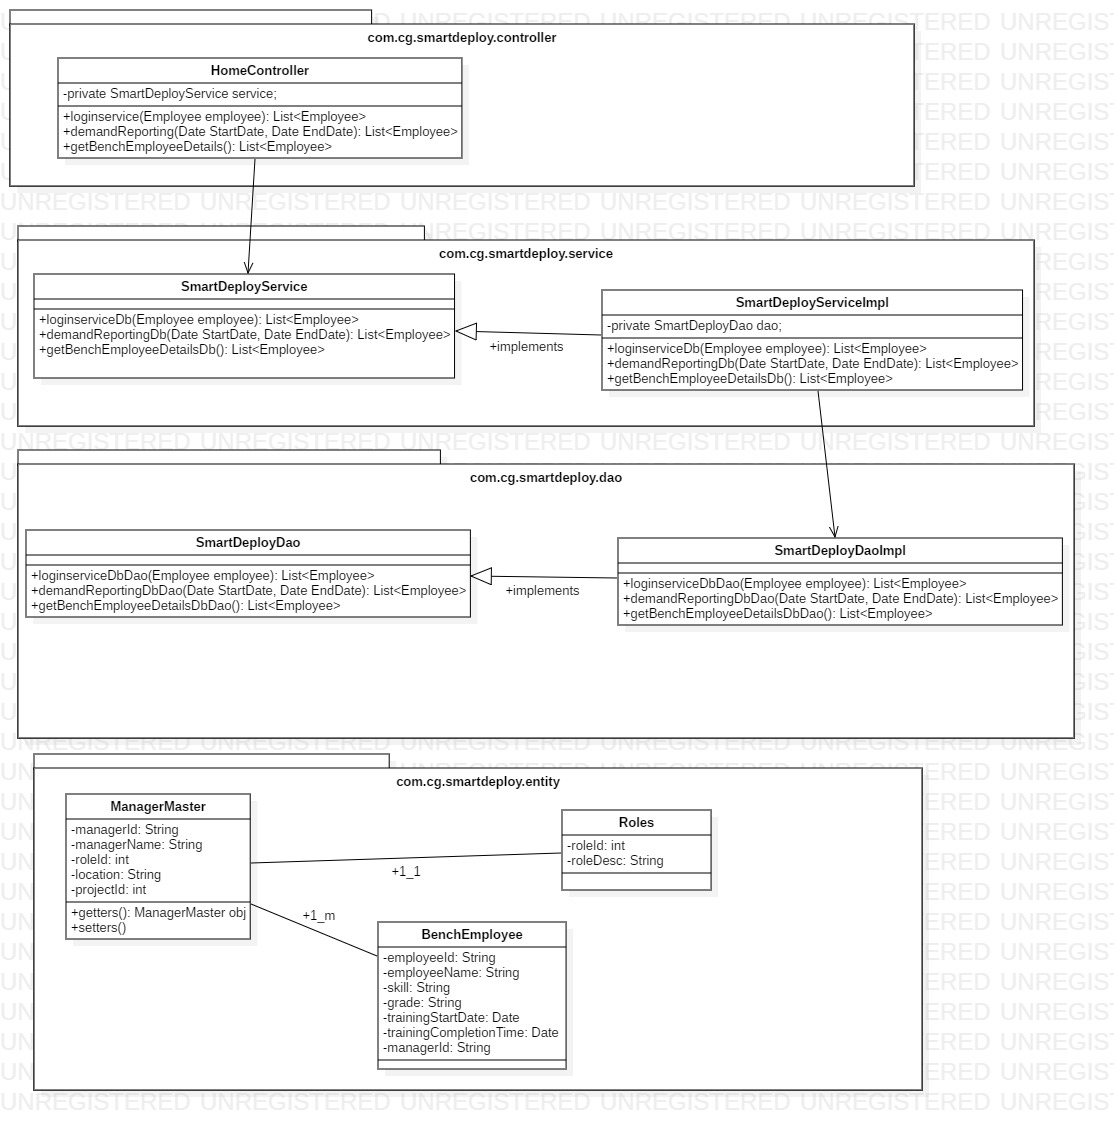 com.cg.smartdeploy.controller
HomeController
-private SmartDeployService service;
+loginservice(Employee employee): List<Employee>
+demandReporting(Date StartDate, Date EndDate): List<Employee>
+getBenchEmployeeDetails(): List<Employee>
com.cg.smartdeploy.service
SmartDeployService
+loginserviceDb(Employee employee): List<Employee>
+demandReportingDb(Date StartDate, Date EndDate): List<Employee>
+getBenchEmployeeDetailsDb(): List<Employee>
+implements
SmartDeployServiceImpl
-private SmartDeployDao dao;
+loginserviceDb(Employee employee): List<Employee>
+demandReportingDb(Date StartDate, Date EndDate): List<Employee>
+getBenchEmployeeDetailsDb(): List<Employee>
com.cg.smartdeploy.dao
SmartDeployDao
+loginserviceDbDao(Employee employee): List<Employee>
+demandReportingDbDao(Date StartDate, Date EndDate): List<Employee>
+getBenchEmployeeDetailsDbDao(): List<Employee>
+implements
SmartDeployDaoImpl
+loginserviceDbDao(Employee employee): List<Employee>
+demandReportingDbDao(Date StartDate, Date EndDate): List<Employee>
+getBenchEmployeeDetailsDbDao(): List<Employee>
com.cg.smartdeploy.entity
ManagerMaster
-managerId: String
-managerName: String
-roleId: int
-location: String
-projectId: int
+getters(): ManagerMaster obj
+setters()
+1_1
Roles
-roleId: int
-roleDesc: String
+1_m
BenchEmployee
-employeeId: String
-employeeName: String
-skill: String
-grade: String
-trainingStartDate: Date
-trainingCompletionTime: Date
-managerId: String
UNREGISTERED UNREGISTERED UNREGISTERED UNREGISTERED UNREGISTERED